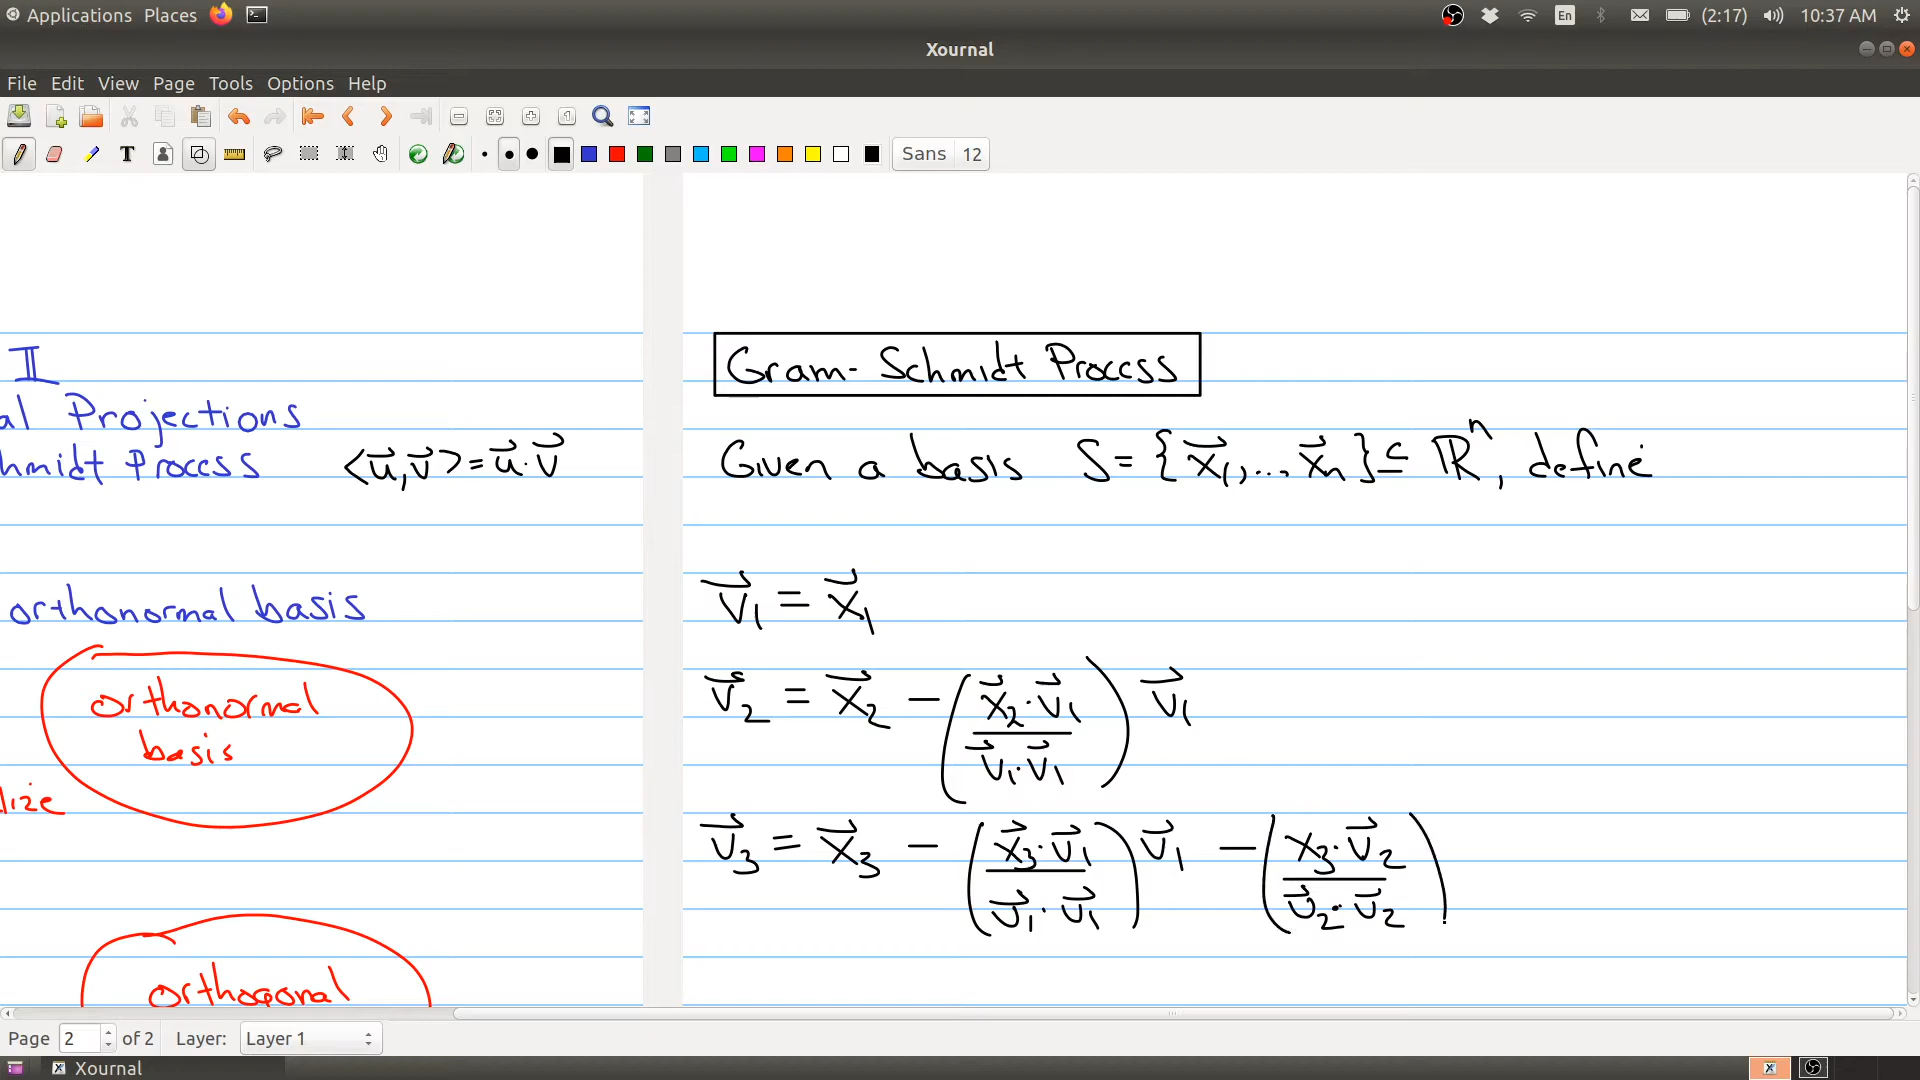 Applications Places En (2:17) 10:37 AM
Xournal
File Edit View Page Tools Options Help
Sans 12
II
al Projections
hmidt Process <u⃗,v⃗>=u⃗·v⃗
orthonormal basis
orthonormal
basis
lize
orthogonal
Gram-Schmidt Process
Given a basis S = {x⃗₁,...x⃗ₙ} ⊆ ℝⁿ, define
v⃗₁ = x⃗₁
v⃗₂ = x⃗₂ − (x⃗₂·v⃗₁ / v⃗₁·v⃗₁) v⃗₁
v⃗₃ = x⃗₃ − (x⃗₃·v⃗₁ / v⃗₁·v⃗₁) v⃗₁ − (x₃·v⃗₂ / v⃗₂·v⃗₂)
Page 2 of 2 Layer: Layer 1
Xournal